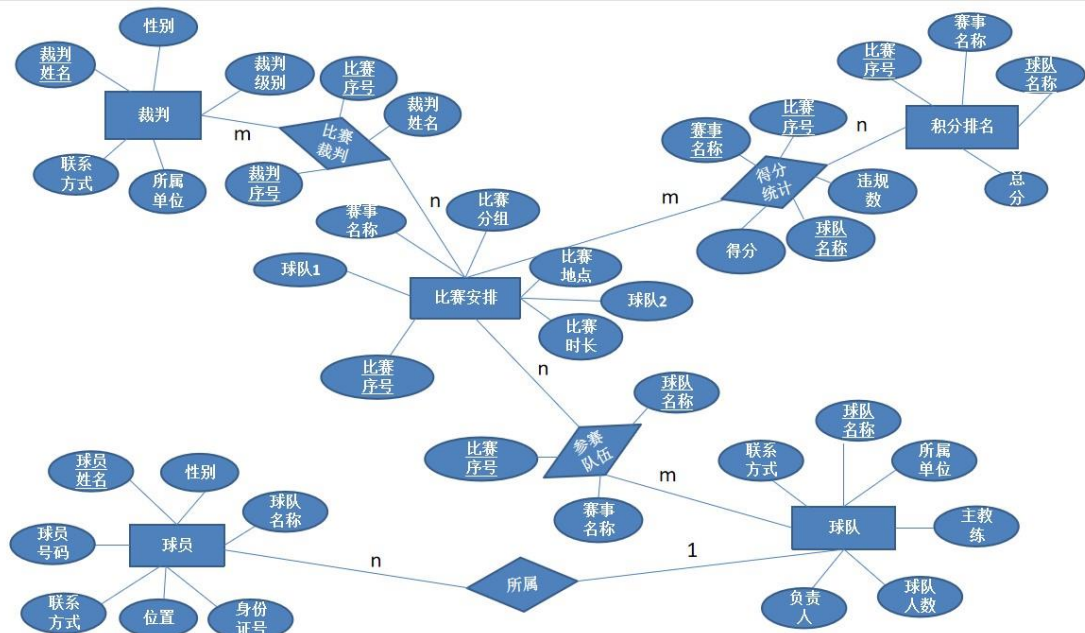 性别
裁判
姓名
裁判
级别
裁判
联系
方式
所属
单位
m
比赛
序号
裁判
姓名
比赛
裁判
裁判
序号
n
赛事
名称
比赛
序号
球队
名称
积分排名
总
分
n
赛事
名称
比赛
序号
得分
统计
违规
数
球队
名称
得分
m
赛事
名称
比赛
分组
球队1
比赛
地点
比赛安排
球队2
比赛
时长
比赛
序号
n
球队
名称
比赛
序号
参赛
队伍
赛事
名称
m
球队
名称
联系
方式
所属
单位
球队
主教
练
负责
人
球队
人数
1
所属
n
球员
姓名
性别
球队
名称
球员
号码
球员
联系
方式
位置
身份
证号